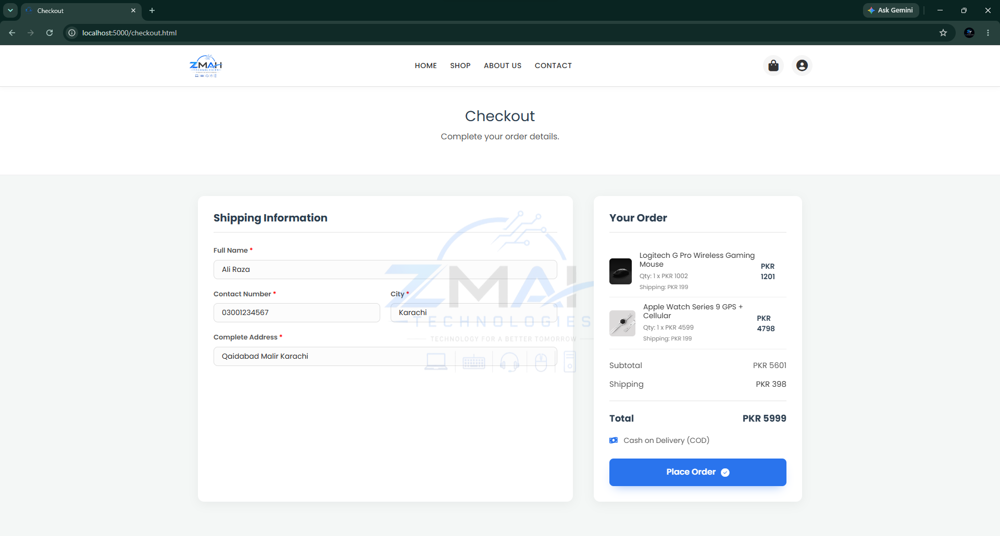 Checkout
Ask Gemini
localhost:5000/checkout.html
ZMAH
TECHNOLOGIES
HOME
SHOP
ABOUT US
CONTACT
Checkout
Complete your order details.
Shipping Information
Full Name *
Ali Raza
Contact Number *
03001234567
City *
Karachi
Complete Address *
Qaidabad Malir Karachi
ZMAH
TECHNOLOGIES
TECHNOLOGY FOR A BETTER TOMORROW
Your Order
Logitech G Pro Wireless Gaming
Mouse
Qty: 1 x PKR 1002
Shipping: PKR 199
PKR
1201
Apple Watch Series 9 GPS +
Cellular
Qty: 1 x PKR 4599
Shipping: PKR 199
PKR
4798
Subtotal
PKR 5601
Shipping
PKR 398
Total
PKR 5999
Cash on Delivery (COD)
Place Order